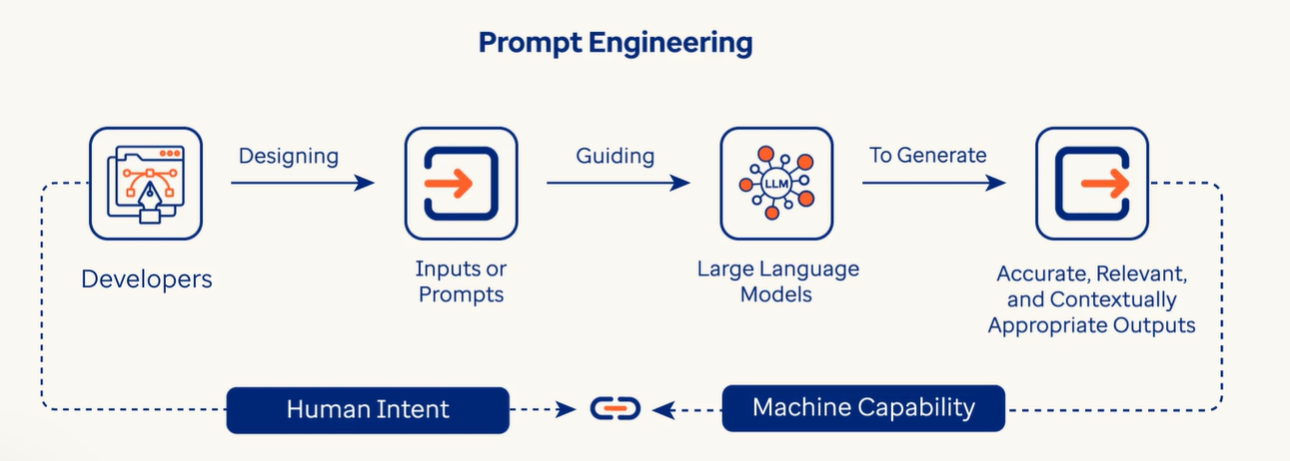 Prompt Engineering
Designing
Guiding
To Generate
LLM
Developers
Inputs or
Prompts
Large Language
Models
Accurate, Relevant,
and Contextually
Appropriate Outputs
Human Intent
Machine Capability